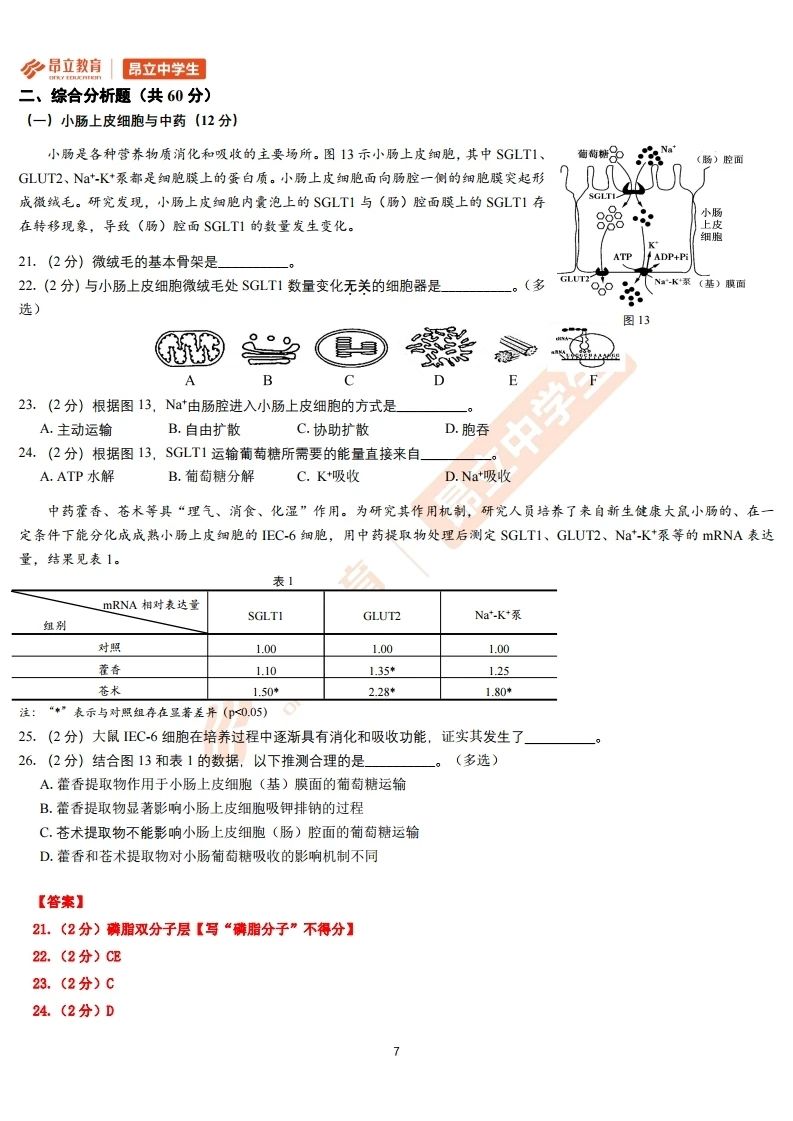 昂立教育 昂立中学生
ONLY EDUCATION
二、综合分析题（共 60 分）
（一）小肠上皮细胞与中药（12 分）
小肠是各种营养物质消化和吸收的主要场所。图 13 示小肠上皮细胞，其中 SGLT1、
GLUT2、Na⁺-K⁺泵都是细胞膜上的蛋白质。小肠上皮细胞面向肠腔一侧的细胞膜突起形
成微绒毛。研究发现，小肠上皮细胞内囊泡上的 SGLT1 与（肠）腔面膜上的 SGLT1 存
在转移现象，导致（肠）腔面 SGLT1 的数量发生变化。
葡萄糖 Na⁺ （肠）腔面
SGLT1
小肠
上皮
细胞
K⁺
ATP ADP+Pi
GLUT2 Na⁺-K⁺泵 （基）膜面
图 13
21.（2 分）微绒毛的基本骨架是__________。
22.（2 分）与小肠上皮细胞微绒毛处 SGLT1 数量变化无关的细胞器是__________。（多
选）
tRNA
mRNA
A B C D E F
23.（2 分）根据图 13，Na⁺由肠腔进入小肠上皮细胞的方式是__________。
A. 主动运输 B. 自由扩散 C. 协助扩散 D. 胞吞
24.（2 分）根据图 13，SGLT1 运输葡萄糖所需要的能量直接来自__________。
A. ATP 水解 B. 葡萄糖分解 C. K⁺吸收 D. Na⁺吸收
中药藿香、苍术等具“理气、消食、化湿”作用。为研究其作用机制，研究人员培养了来自新生健康大鼠小肠的、在一
定条件下能分化成成熟小肠上皮细胞的 IEC-6 细胞，用中药提取物处理后测定 SGLT1、GLUT2、Na⁺-K⁺泵等的 mRNA 表达
量，结果见表 1。
表 1
mRNA 相对表达量 组别 SGLT1 GLUT2 Na⁺-K⁺泵
对照 1.00 1.00 1.00
藿香 1.10 1.35* 1.25
苍术 1.50* 2.28* 1.80*
注：“*”表示与对照组存在显著差异（p<0.05）
25.（2 分）大鼠 IEC-6 细胞在培养过程中逐渐具有消化和吸收功能，证实其发生了__________。
26.（2 分）结合图 13 和表 1 的数据，以下推测合理的是__________。（多选）
A. 藿香提取物作用于小肠上皮细胞（基）膜面的葡萄糖运输
B. 藿香提取物显著影响小肠上皮细胞吸钾排钠的过程
C. 苍术提取物不能影响小肠上皮细胞（肠）腔面的葡萄糖运输
D. 藿香和苍术提取物对小肠葡萄糖吸收的影响机制不同
【答案】
21.（2 分）磷脂双分子层【写“磷脂分子”不得分】
22.（2 分）CE
23.（2 分）C
24.（2 分）D
7